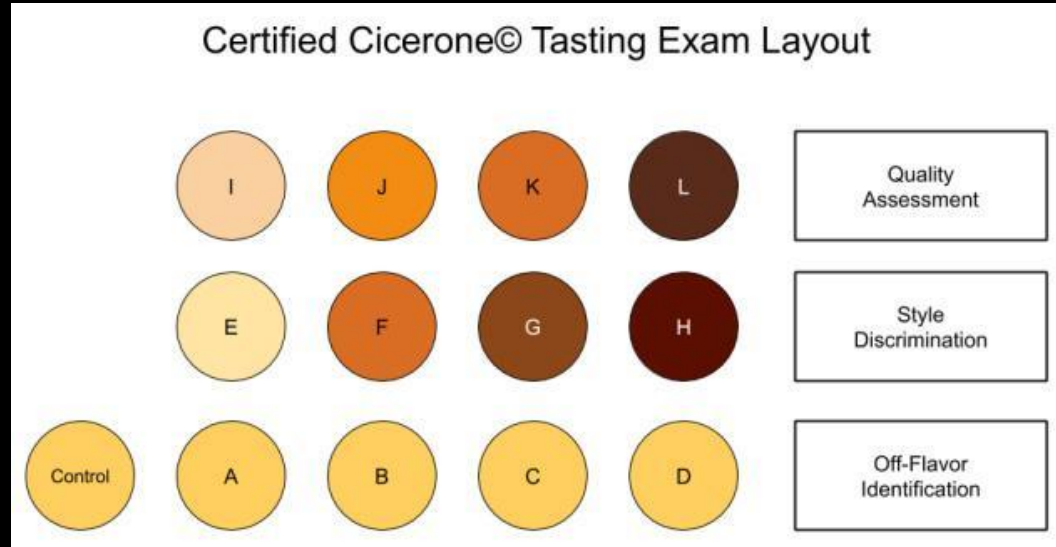 Certified Cicerone© Tasting Exam Layout
I J K L
Quality
Assessment
E F G H
Style
Discrimination
Control A B C D
Off-Flavor
Identification